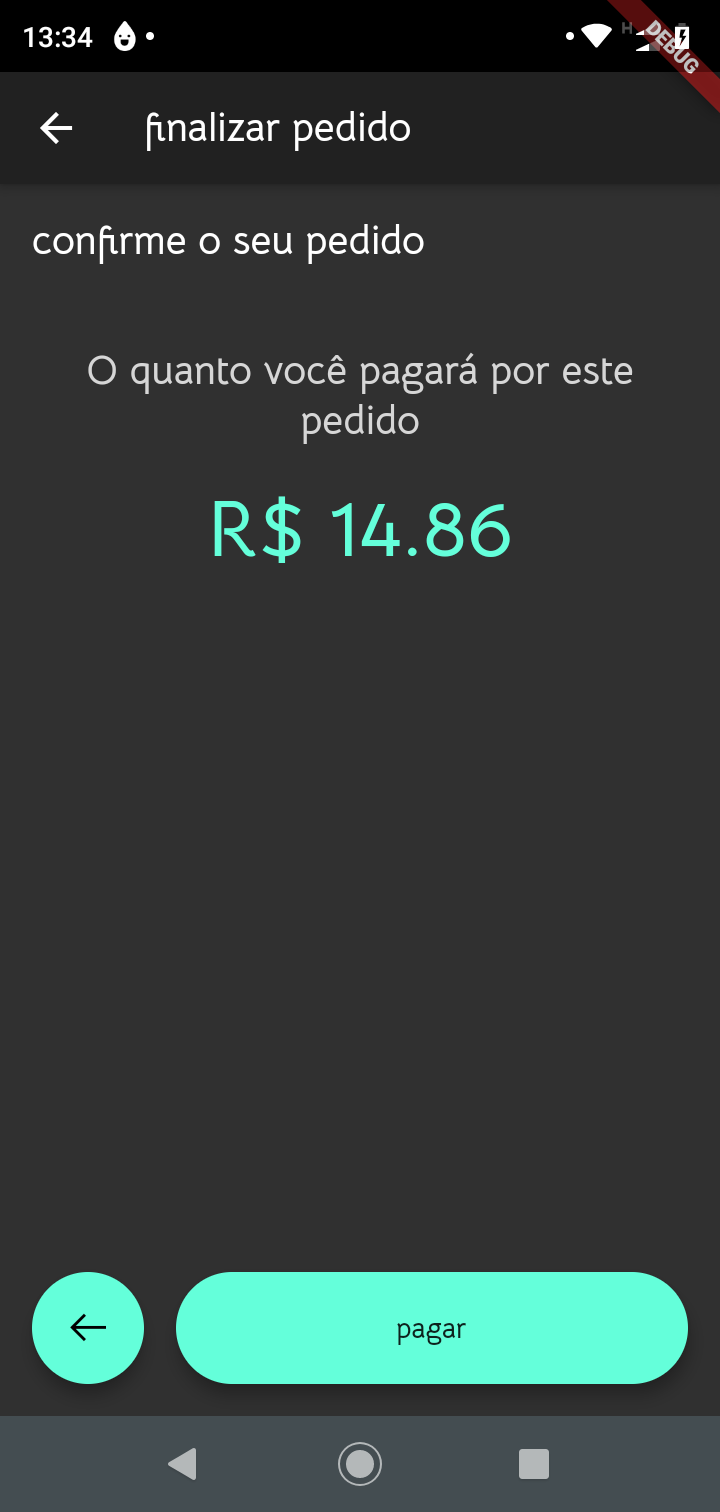 13:34
H
DEBUG
finalizar pedido
confirme o seu pedido
O quanto você pagará por este
pedido
R$ 14.86
pagar